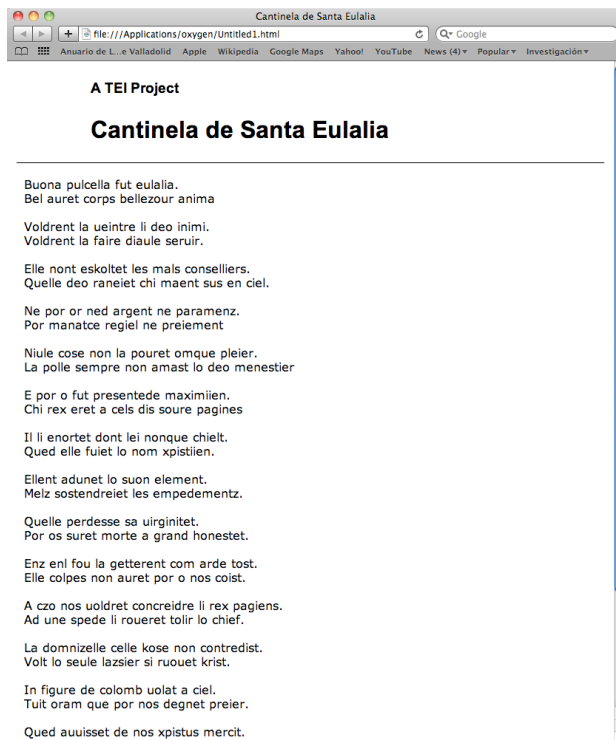 Cantinela de Santa Eulalia
file:///Applications/oxygen/Untitled1.html
Google
Anuario de L...e Valladolid Apple Wikipedia Google Maps Yahoo! YouTube News (4) Popular Investigación
A TEI Project
Cantinela de Santa Eulalia
Buona pulcella fut eulalia.
Bel auret corps bellezour anima
Voldrent la ueintre li deo inimi.
Voldrent la faire diaule seruir.
Elle nont eskoltet les mals conselliers.
Quelle deo raneiet chi maent sus en ciel.
Ne por or ned argent ne paramenz.
Por manatce regiel ne preiement
Niule cose non la pouret omque pleier.
La polle sempre non amast lo deo menestier
E por o fut presentede maximiien.
Chi rex eret a cels dis soure pagines
Il li enortet dont lei nonque chielt.
Qued elle fuiet lo nom xpistiien.
Ellent adunet lo suon element.
Melz sostendreiet les empedementz.
Quelle perdesse sa uirginitet.
Por os suret morte a grand honestet.
Enz enl fou la getterent com arde tost.
Elle colpes non auret por o nos coist.
A czo nos uoldret concreidre li rex pagiens.
Ad une spede li roueret tolir lo chief.
La domnizelle celle kose non contredist.
Volt lo seule lazsier si ruouet krist.
In figure de colomb uolat a ciel.
Tuit oram que por nos degnet preier.
Qued auuisset de nos xpistus mercit.